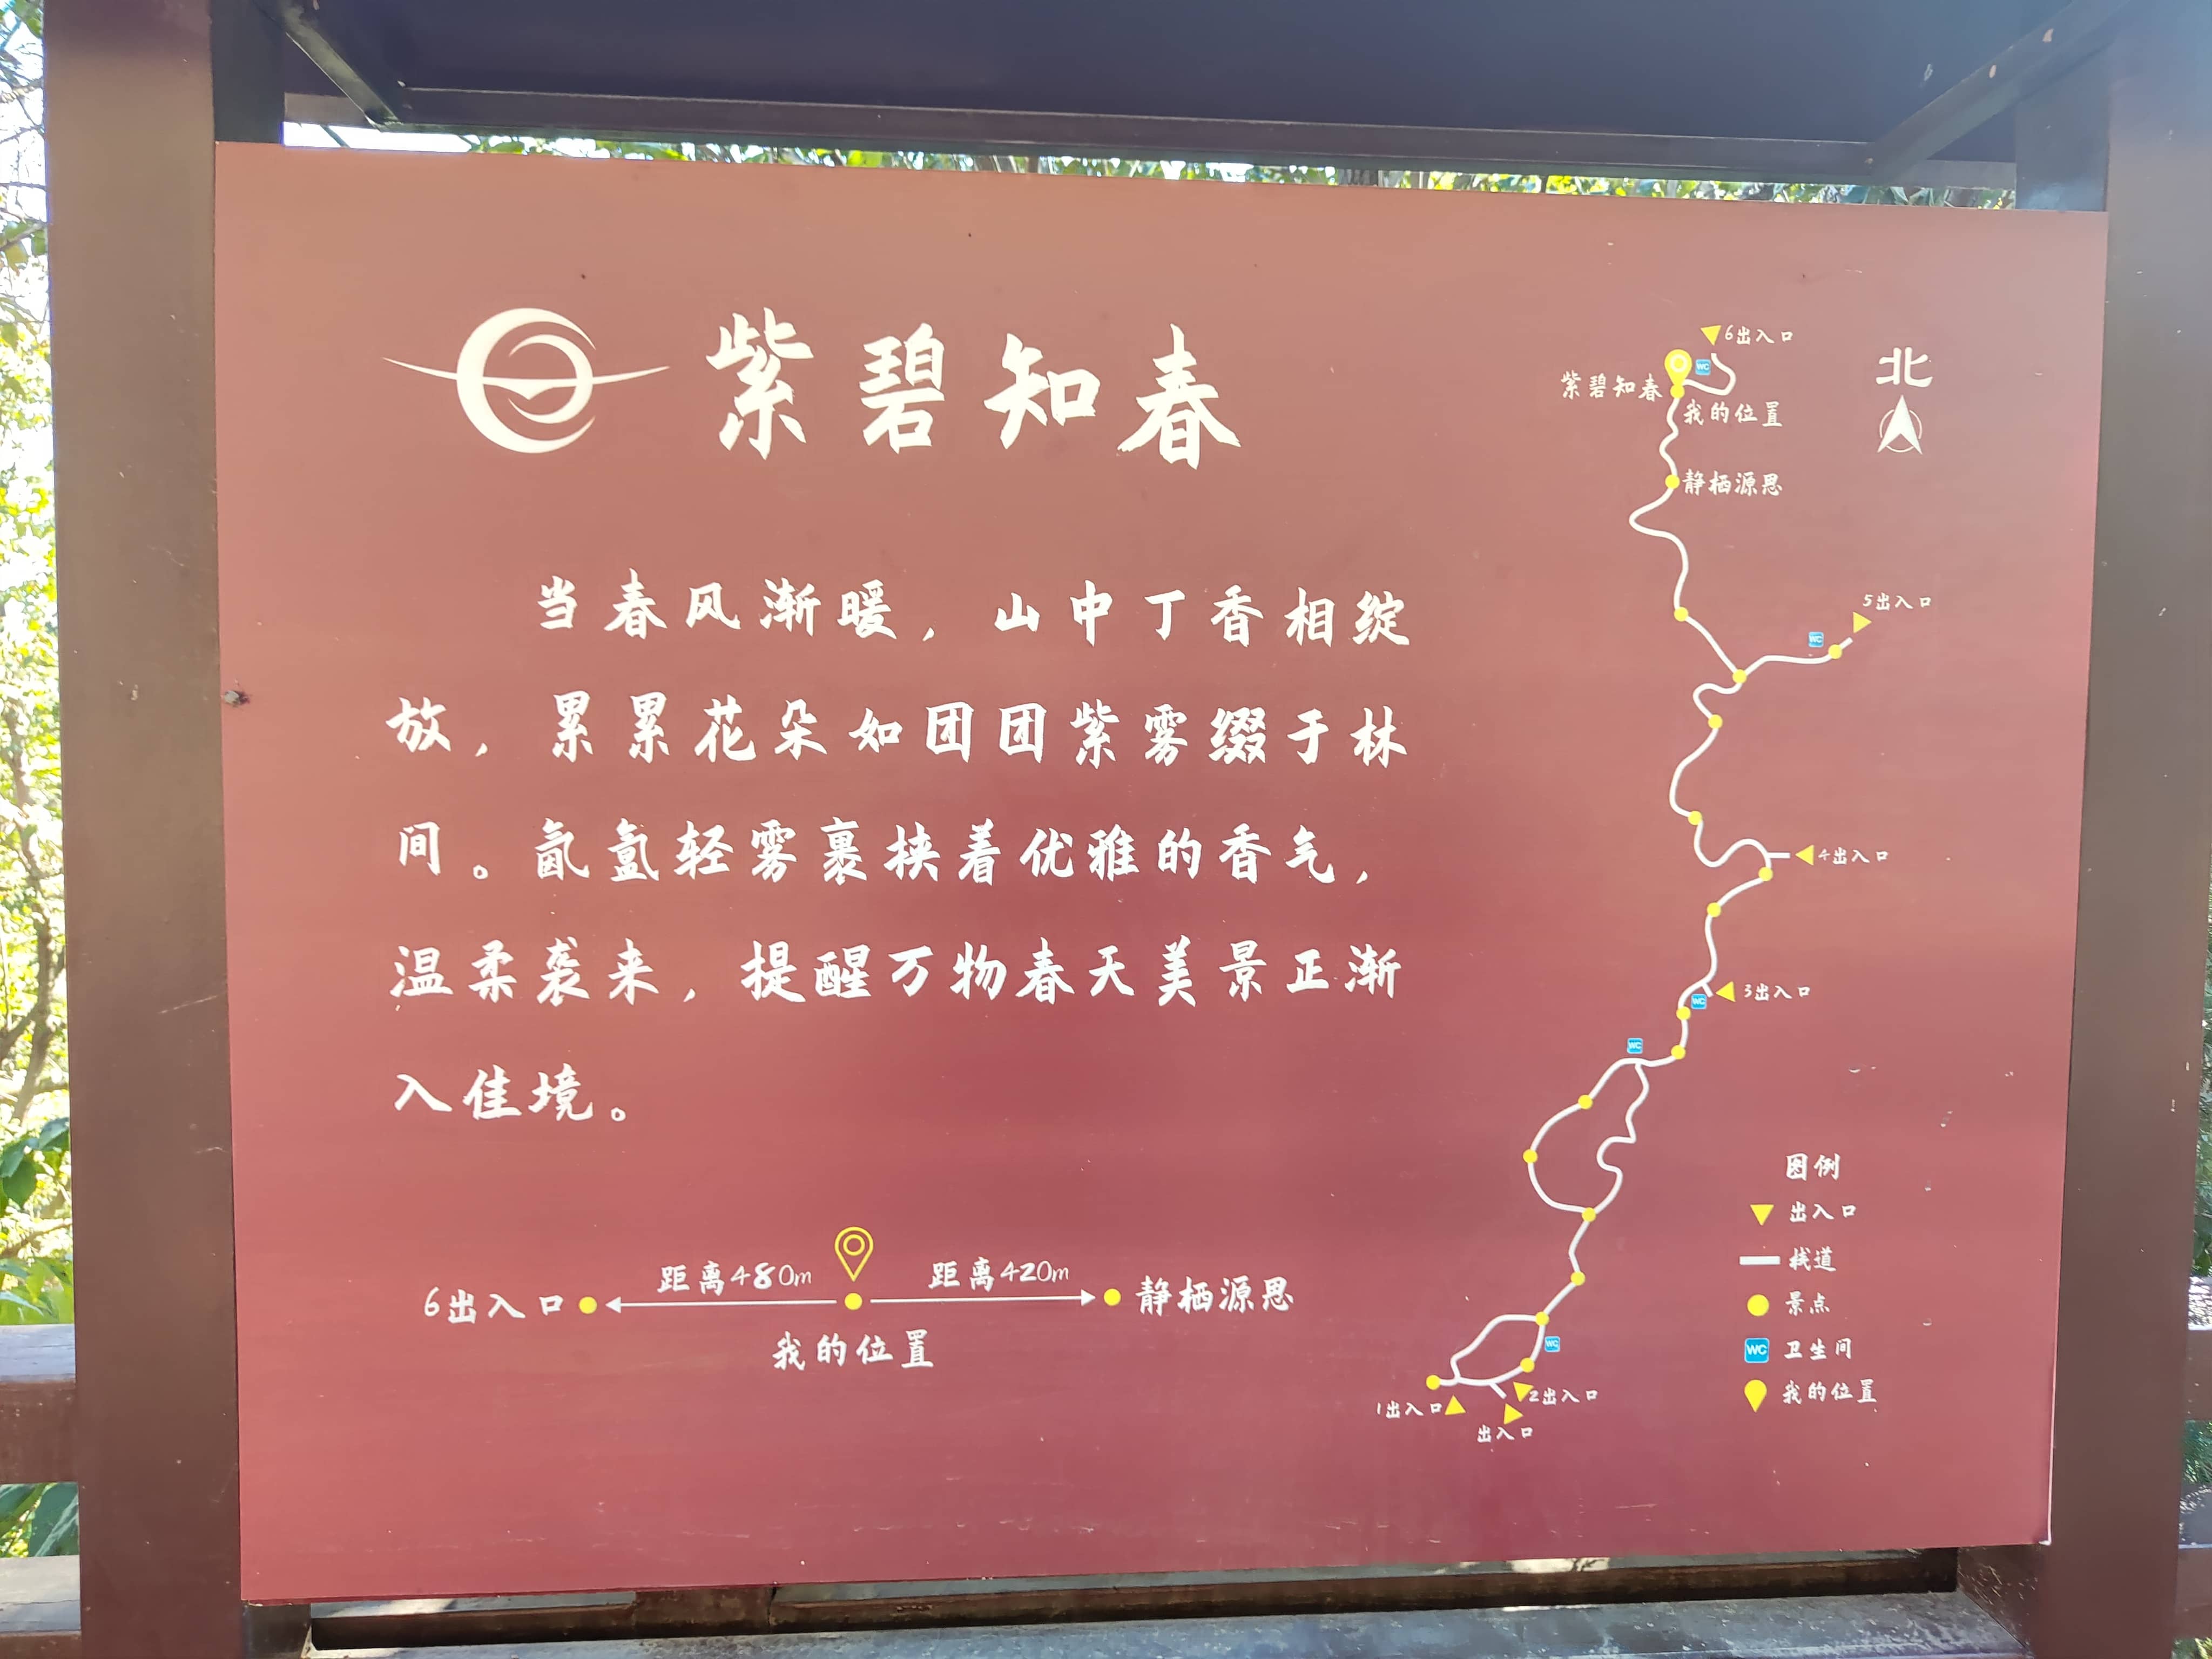 紫碧知春
当春风渐暖，山中丁香相绽
放，累累花朵如团团紫雾缀于林
间。氤氲轻雾裹挟着优雅的香气，
温柔袭来，提醒万物春天美景正渐
入佳境。
距离480m
距离420m
6出入口
静栖源思
我的位置
6出入口
WC
紫碧知春
我的位置
北
静栖源思
5出入口
WC
4出入口
3出入口
WC
WC
WC
1出入口
2出入口
出入口
图例
出入口
栈道
景点
WC 卫生间
我的位置